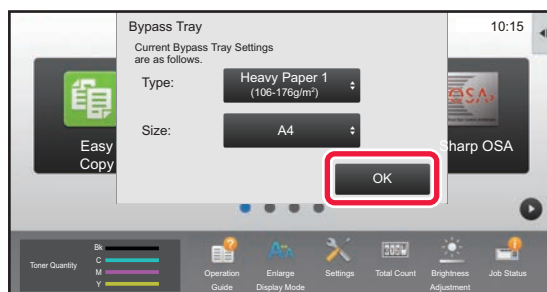 Bypass Tray
10:15
Current Bypass Tray Settings
are as follows.
Type:
Heavy Paper 1
(106-176g/m²)
Size:
A4
OK
Easy
Copy
OSA
Sharp OSA
Toner Quantity
Bk
C
M
Y
Operation
Guide
Enlarge
Display Mode
Settings
Total Count
Brightness
Adjustment
Job Status